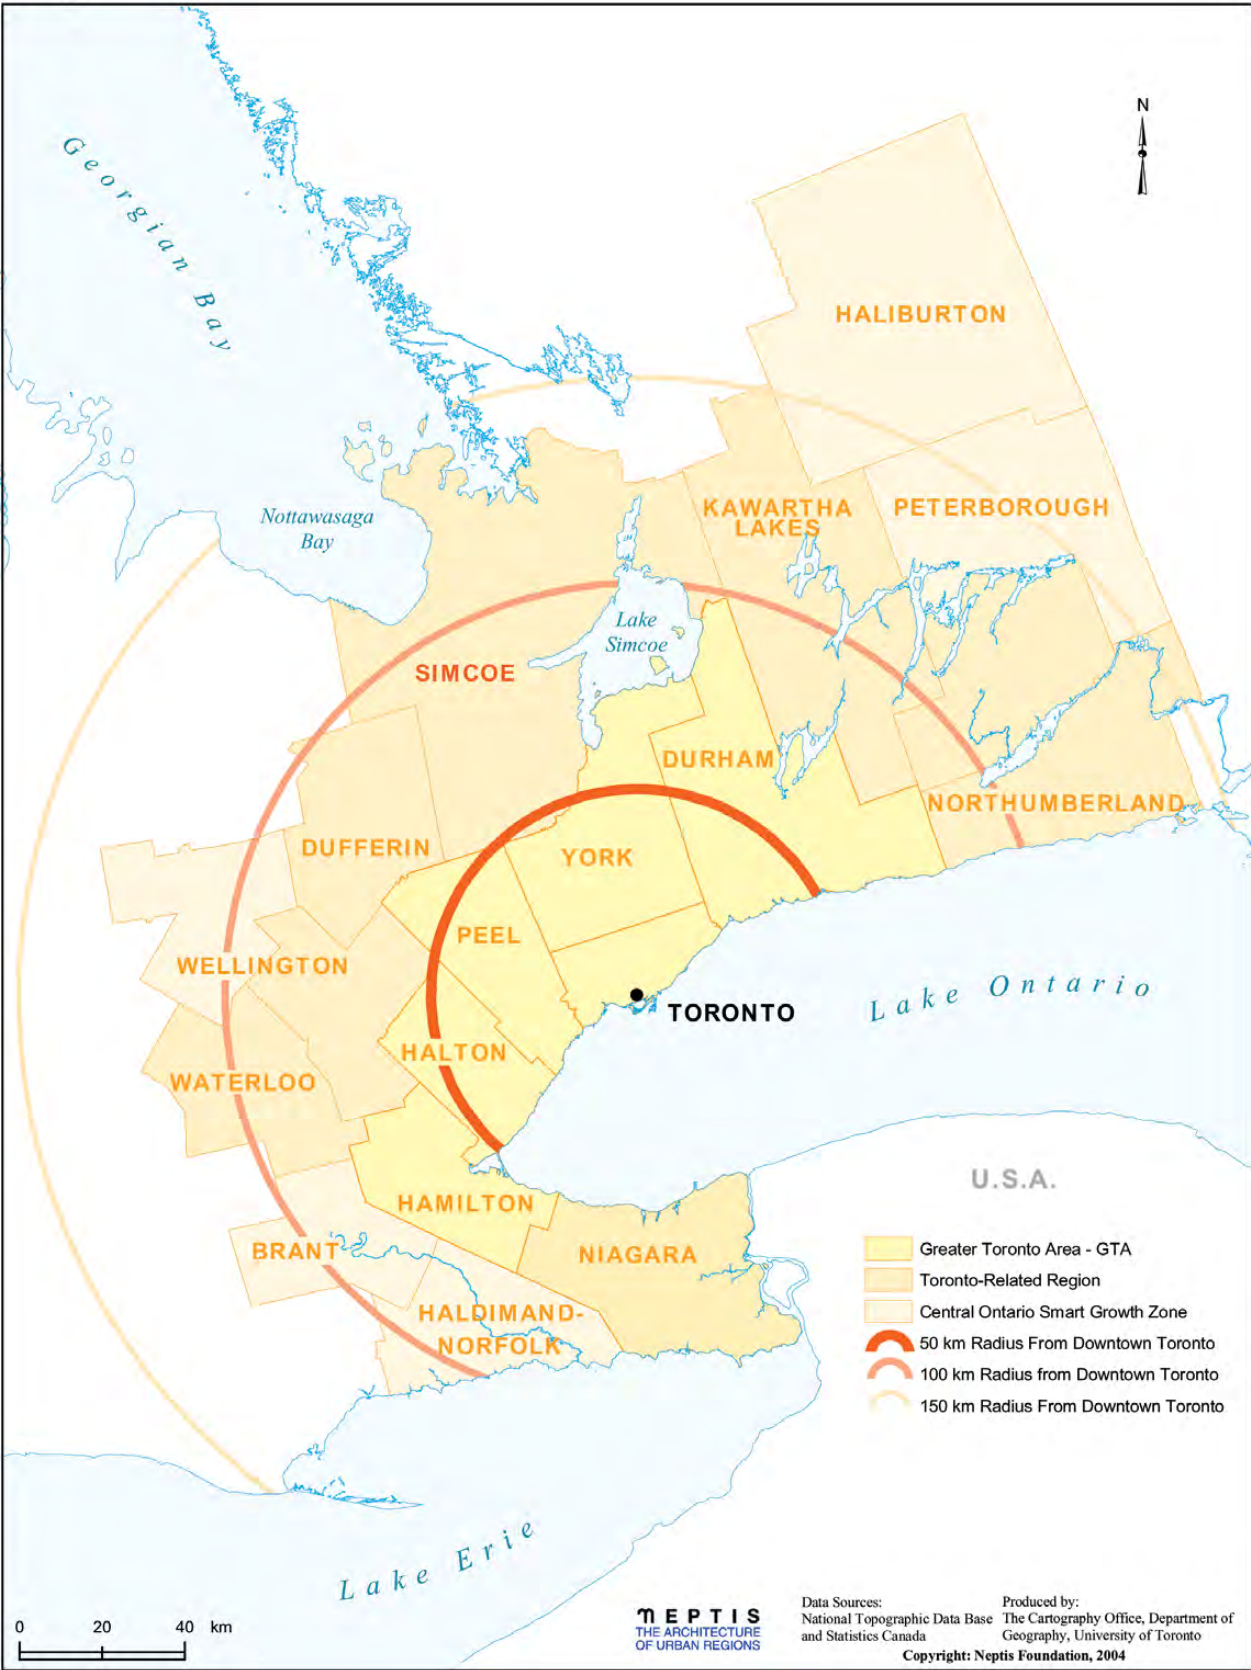 N
Georgian Bay
HALIBURTON
KAWARTHA
LAKES
PETERBOROUGH
Nottawasaga
Bay
Lake
Simcoe
SIMCOE
DURHAM
NORTHUMBERLAND
DUFFERIN
YORK
PEEL
WELLINGTON
Lake Ontario
TORONTO
HALTON
WATERLOO
U.S.A.
HAMILTON
BRANT
NIAGARA
HALDIMAND-
NORFOLK
Greater Toronto Area - GTA
Toronto-Related Region
Central Ontario Smart Growth Zone
50 km Radius From Downtown Toronto
100 km Radius from Downtown Toronto
150 km Radius From Downtown Toronto
Lake Erie
0 20 40 km
NEPTIS
THE ARCHITECTURE
OF URBAN REGIONS
Data Sources:
National Topographic Data Base
and Statistics Canada
Produced by:
The Cartography Office, Department of
Geography, University of Toronto
Copyright: Neptis Foundation, 2004